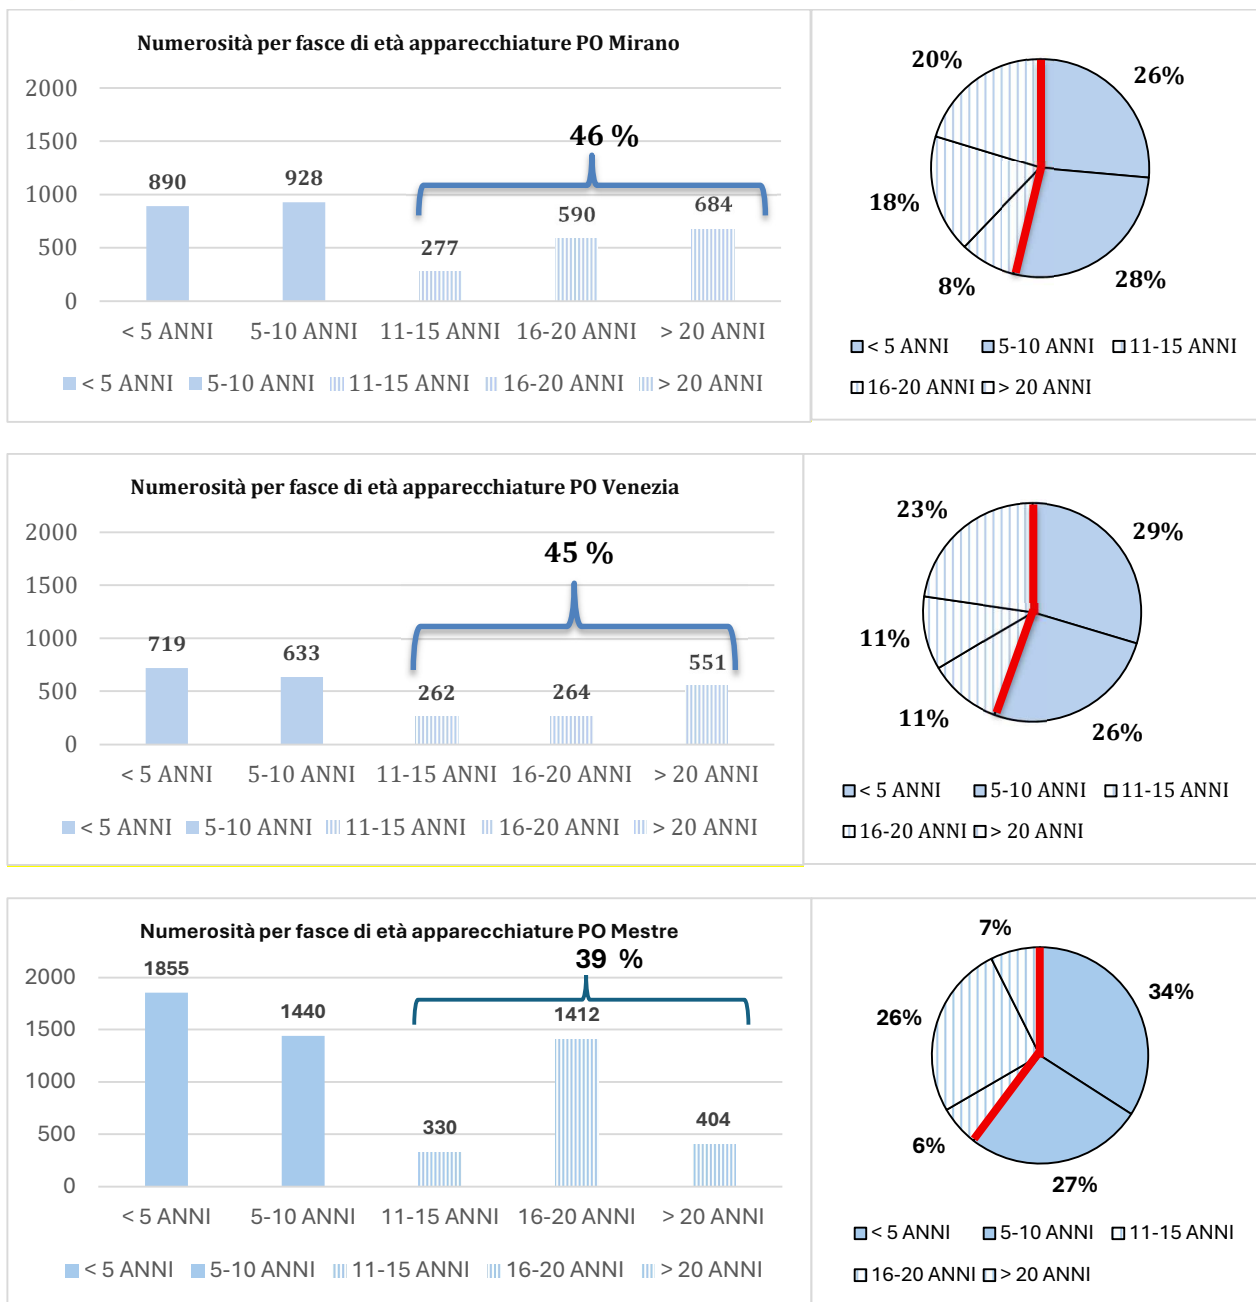 Numerosità per fasce di età apparecchiature PO Mirano
2000
1500
1000
500
0
46 %
890
928
277
590
684
< 5 ANNI
5-10 ANNI
11-15 ANNI
16-20 ANNI
> 20 ANNI
< 5 ANNI 5-10 ANNI 11-15 ANNI 16-20 ANNI > 20 ANNI
20%
26%
18%
8%
28%
< 5 ANNI 5-10 ANNI 11-15 ANNI
16-20 ANNI > 20 ANNI
Numerosità per fasce di età apparecchiature PO Venezia
2000
1500
1000
500
0
45 %
719
633
262
264
551
< 5 ANNI
5-10 ANNI
11-15 ANNI
16-20 ANNI
> 20 ANNI
< 5 ANNI 5-10 ANNI 11-15 ANNI 16-20 ANNI > 20 ANNI
23%
29%
11%
11%
26%
< 5 ANNI 5-10 ANNI 11-15 ANNI
16-20 ANNI > 20 ANNI
Numerosità per fasce di età apparecchiature PO Mestre
2000
1500
1000
500
0
39 %
1855
1440
330
1412
404
< 5 ANNI
5-10 ANNI
11-15 ANNI
16-20 ANNI
> 20 ANNI
< 5 ANNI 5-10 ANNI 11-15 ANNI 16-20 ANNI > 20 ANNI
7%
34%
26%
6%
27%
< 5 ANNI 5-10 ANNI 11-15 ANNI
16-20 ANNI > 20 ANNI